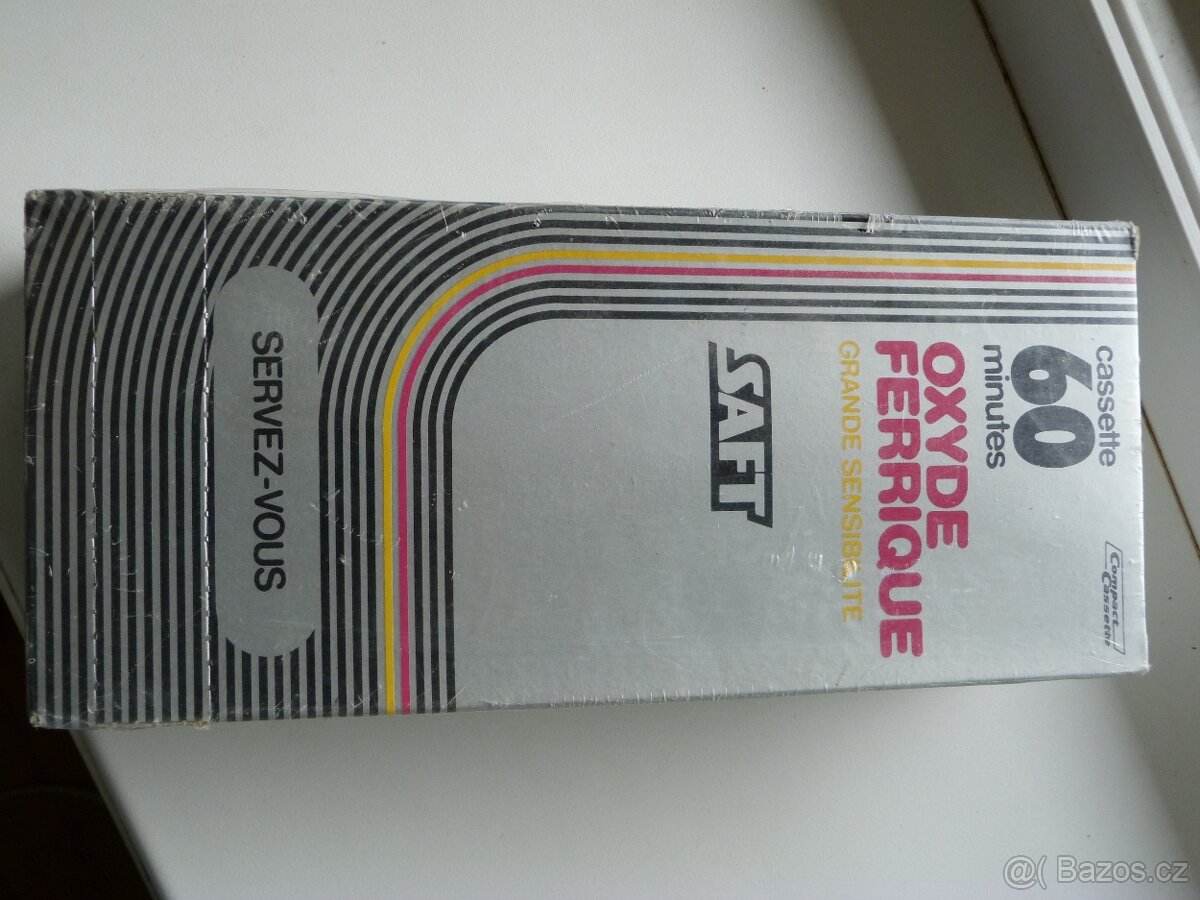 cassette
60
minutes
OXYDE
FERRIQUE
GRANDE SENSIBILITE
SAFT
Compact
Cassette
SERVEZ-VOUS
@( Bazos.cz